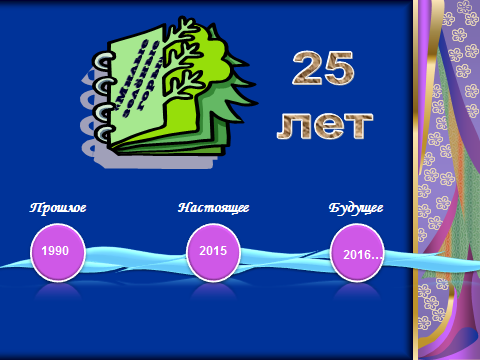 25
лет
Прошлое
Настоящее
Будущее
1990
2015
2016...